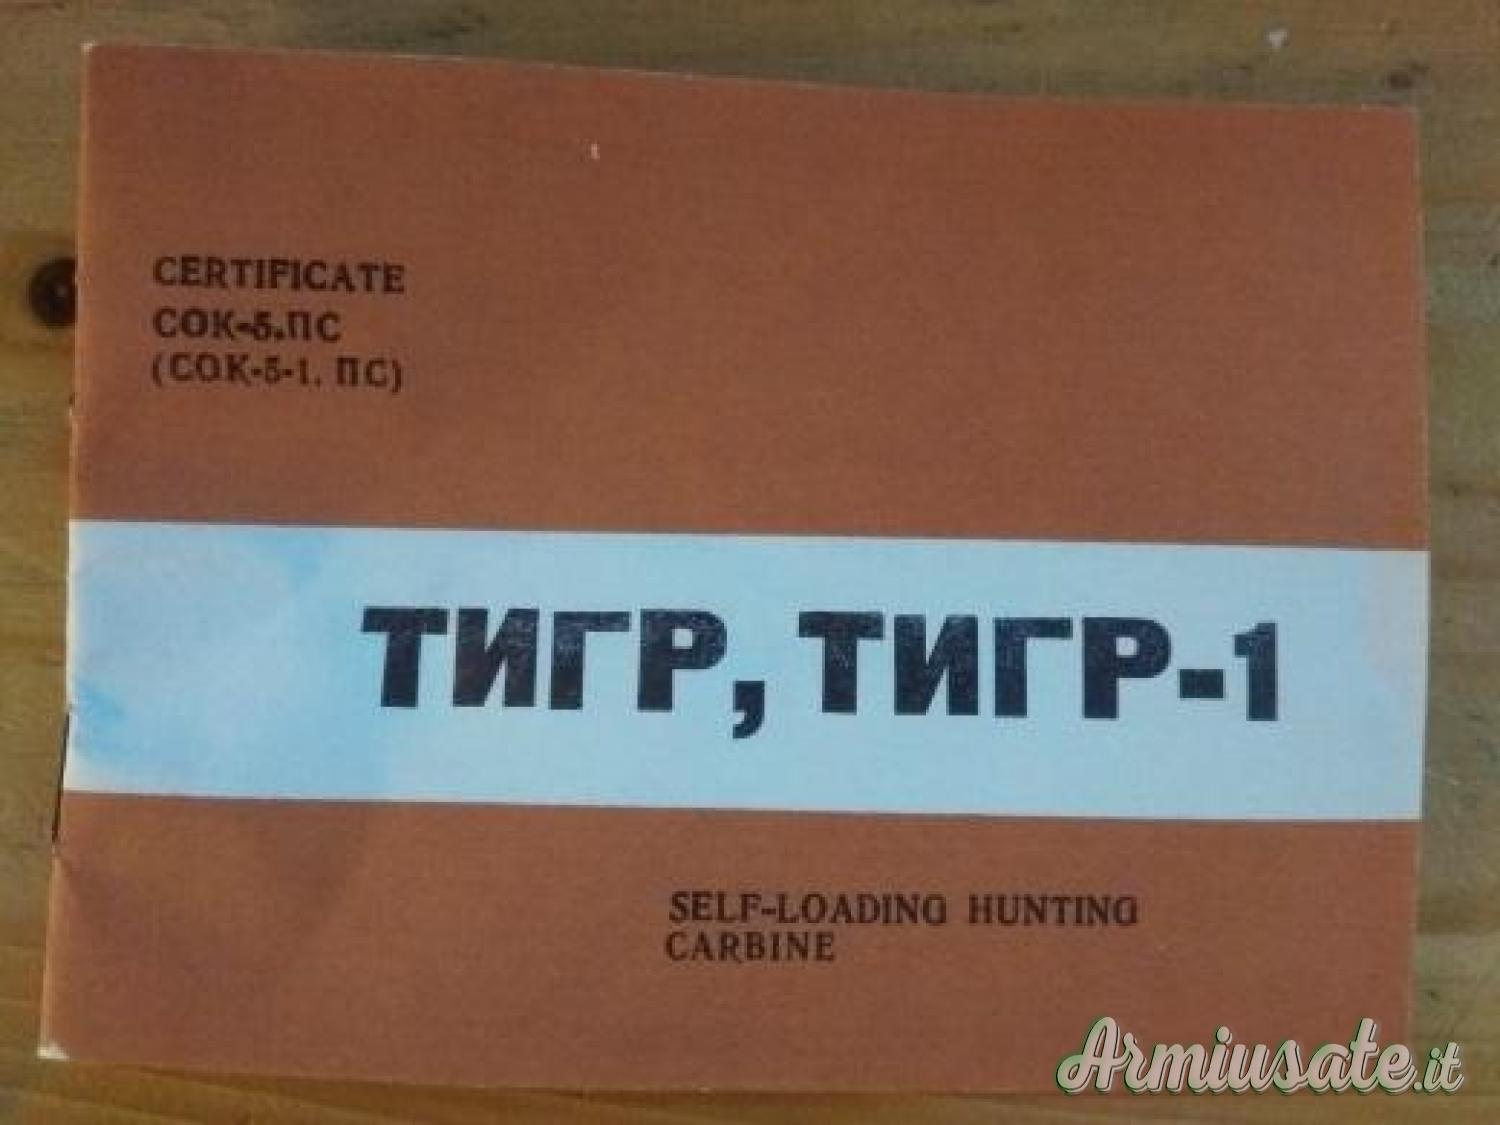 CERTIFICATE
СОК-5.ПС
(СОК-5-1. ПС)
ТИГР, ТИГР-1
SELF-LOADING HUNTING
CARBINE
Armiusate.it